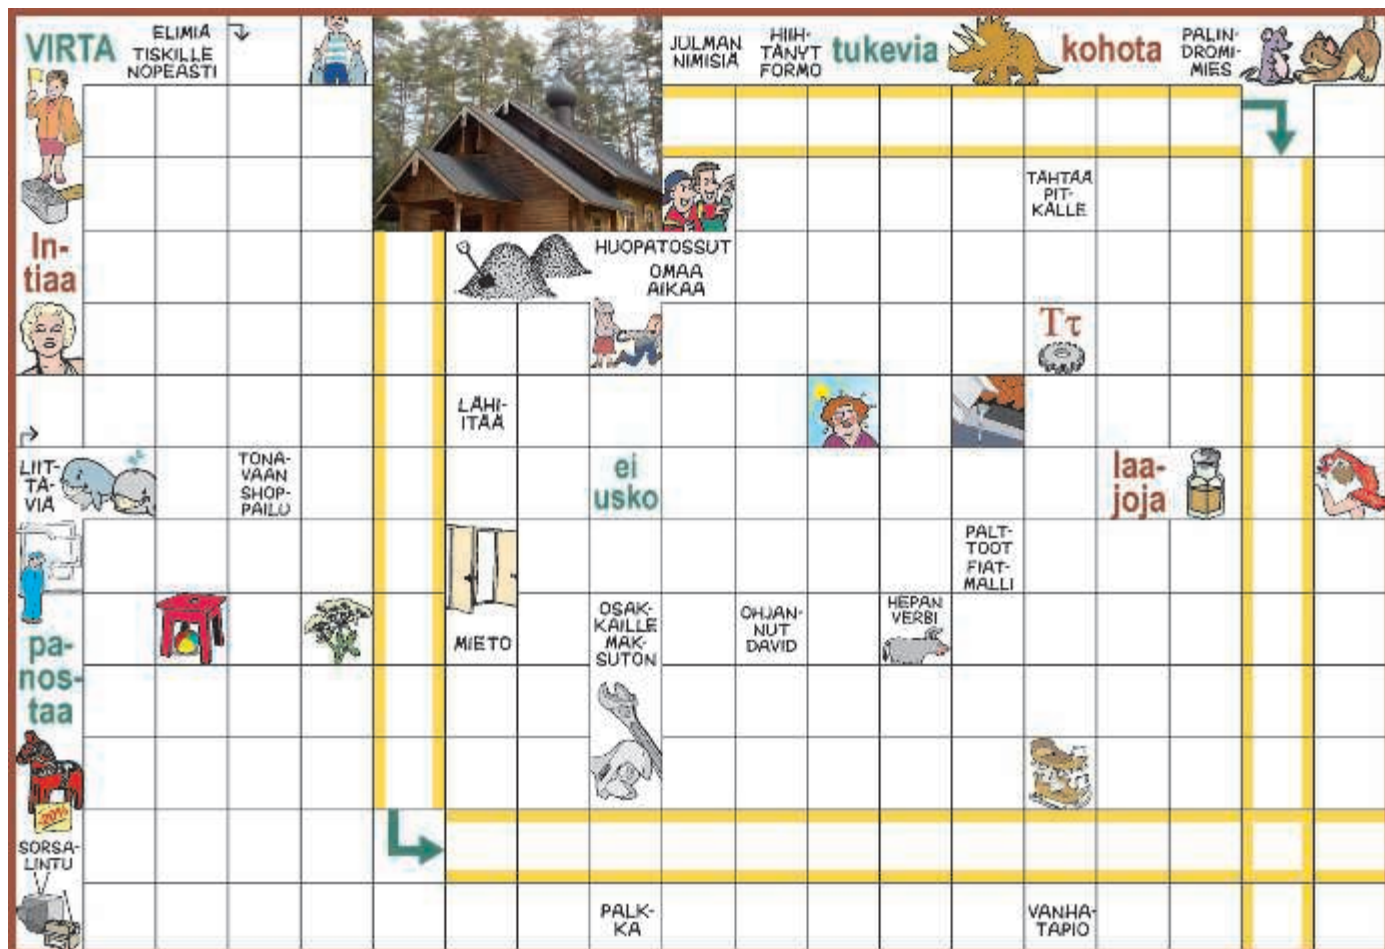 VIRTA
ELIMIÄ
TISKILLE
NOPEASTI
JULMAN
NIMISIÄ
HIIH-
TÄNYT
FORMO
tukevia
kohota
PALIN-
DROMI-
MIES
TÄHTÄÄ
PIT-
KÄLLE
In-
tiaa
HUOPATOSSUT
OMAA
AIKAA
Ττ
LÄHI-
ITÄÄ
LIIT-
TÄ-
VIÄ
TONA-
VAAN
SHOP-
PAILU
ei
usko
laa-
joja
PALT-
TOOT
FIAT-
MALLI
pa-
nos-
taa
MIETO
OSAK-
KAILLE
MAK-
SUTON
OHJAN-
NUT
DAVID
HEPAN
VERBI
-20%
SORSA-
LINTU
PALK-
KA
VANHA-
TAPIO